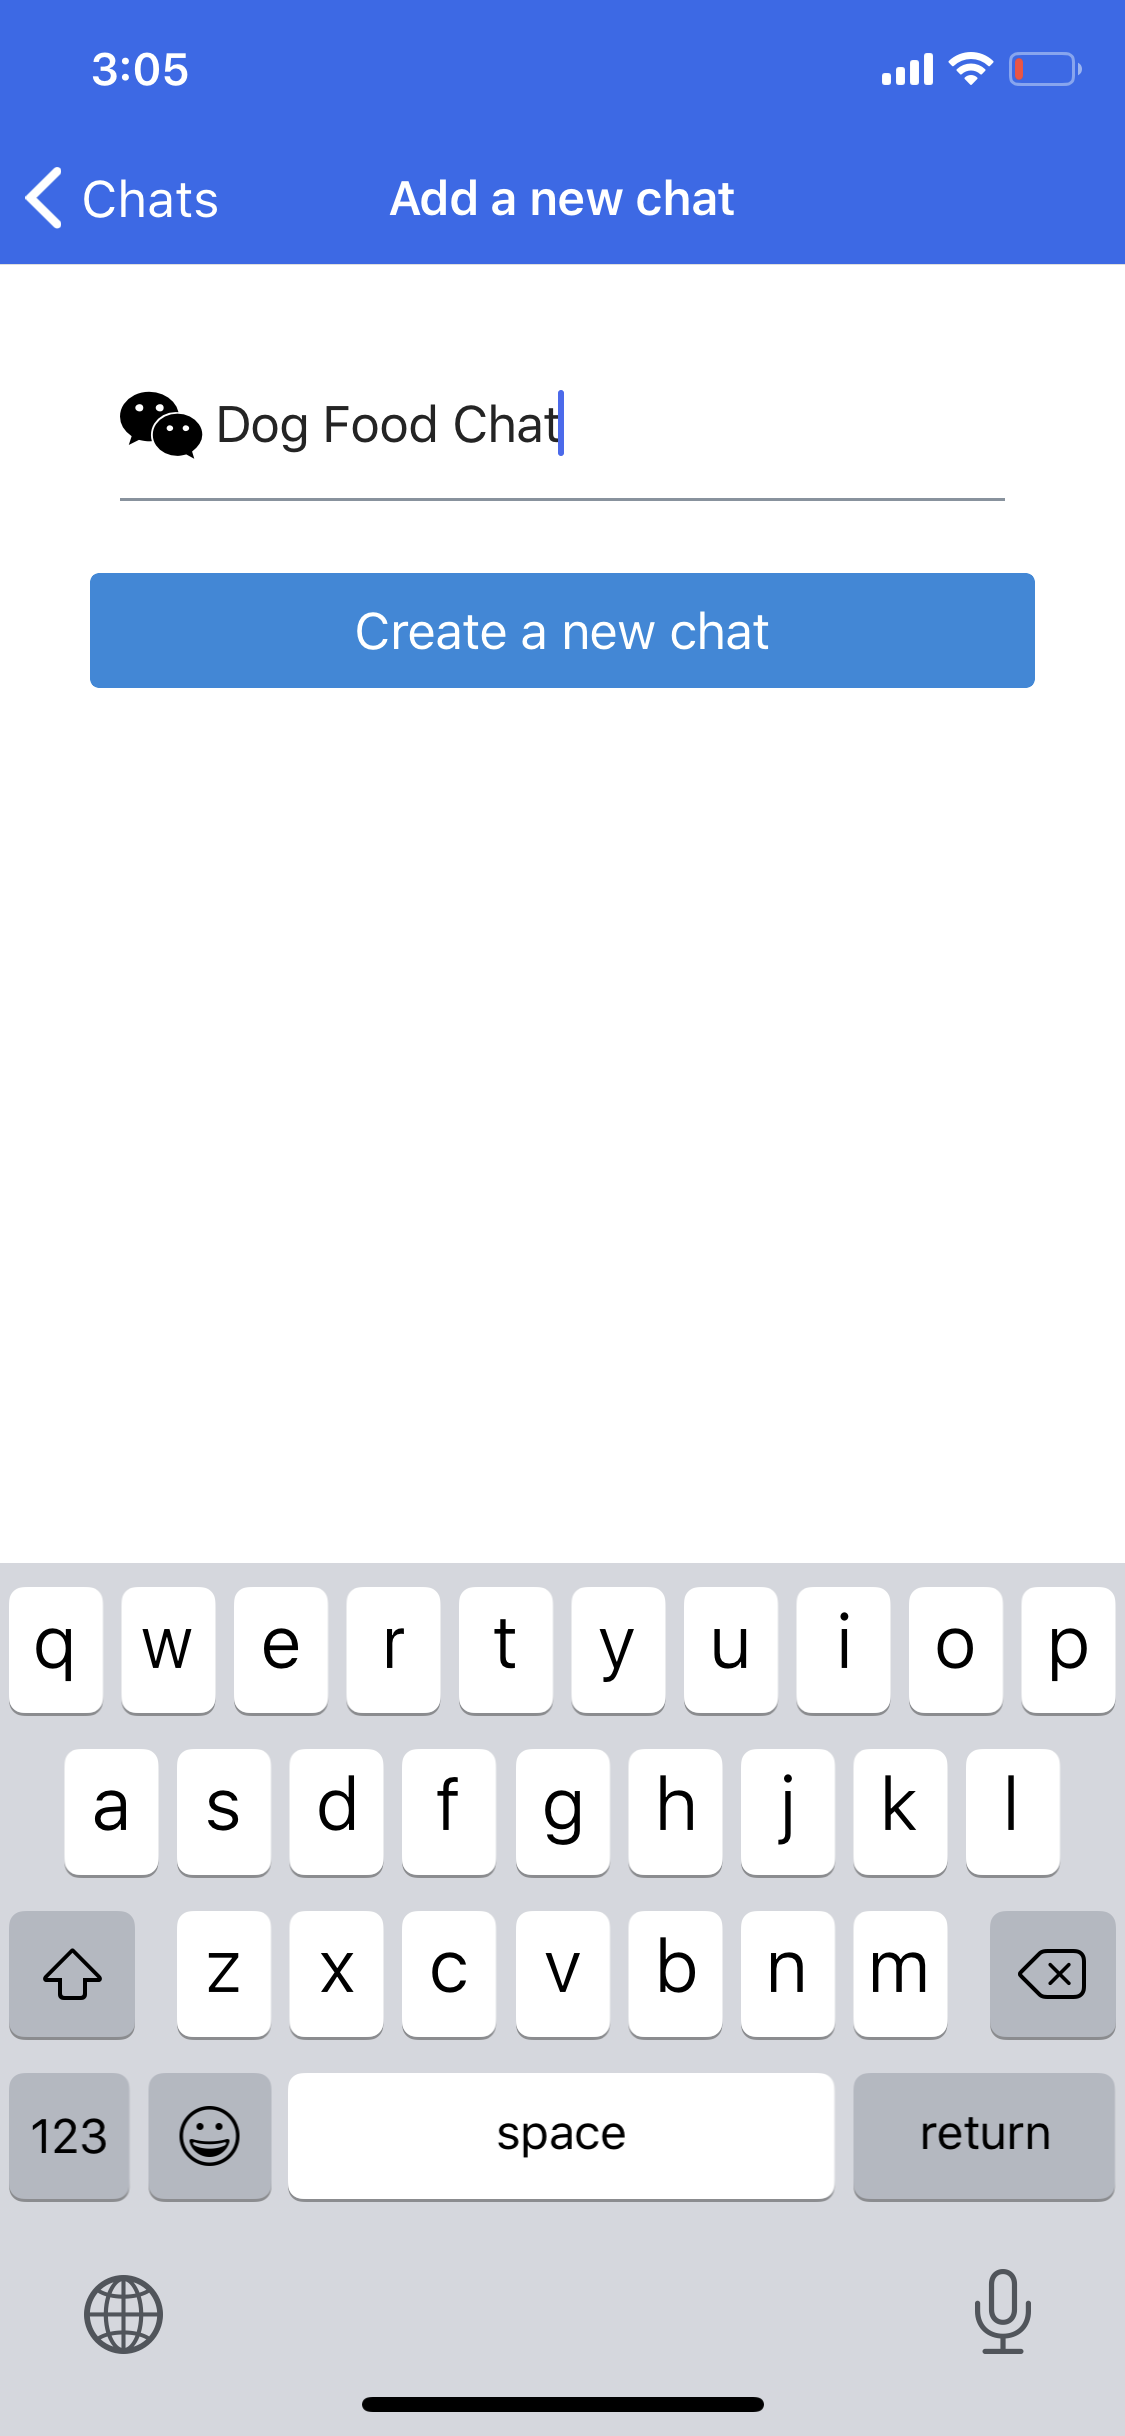 3:05
Chats
Add a new chat
Dog Food Chat
Create a new chat
q w e r t y u i o p
a s d f g h j k l
z x c v b n m
123 space return